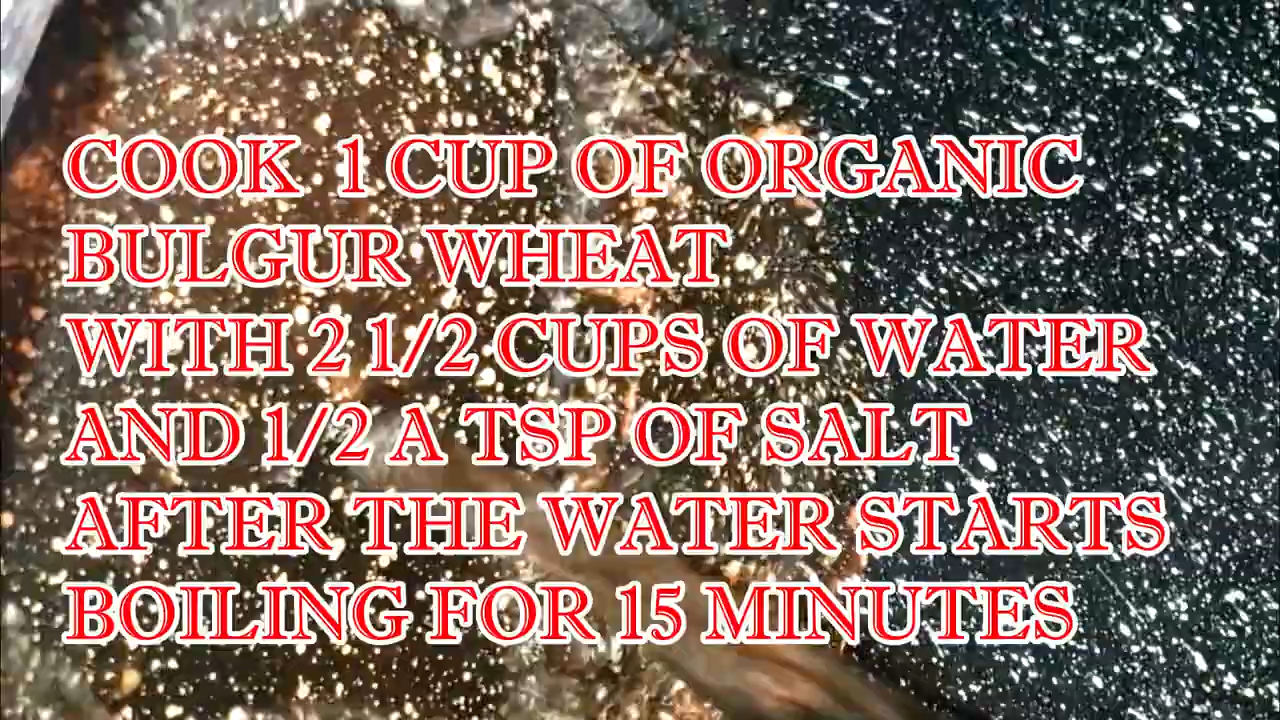 COOK 1 CUP OF ORGANIC
BULGUR WHEAT
WITH 2 1/2 CUPS OF WATER
AND 1/2 A TSP OF SALT
AFTER THE WATER STARTS
BOILING FOR 15 MINUTES